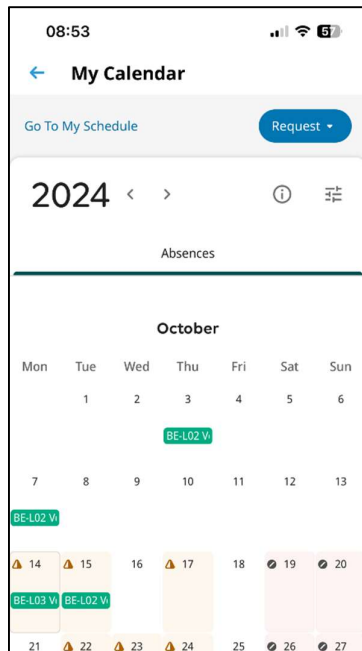 08:53 57
My Calendar
Go To My Schedule Request
2024
Absences
October
Mon Tue Wed Thu Fri Sat Sun
1 2 3 4 5 6
BE-L02 V
7 8 9 10 11 12 13
BE-L02 V
14 15 16 17 18 19 20
BE-L03 V BE-L02 V
21 22 23 24 25 26 27